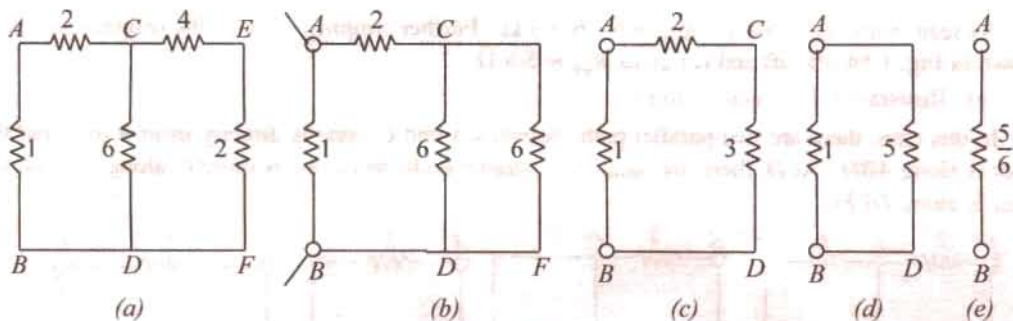 A 2 C 4 E
1 6 2
B D F
(a)
A 2 C
1 6 6
B D F
(b)
A 2 C
1 3
B D
(c)
A C
1 5
B D
(d)
A
5/6
B
(e)